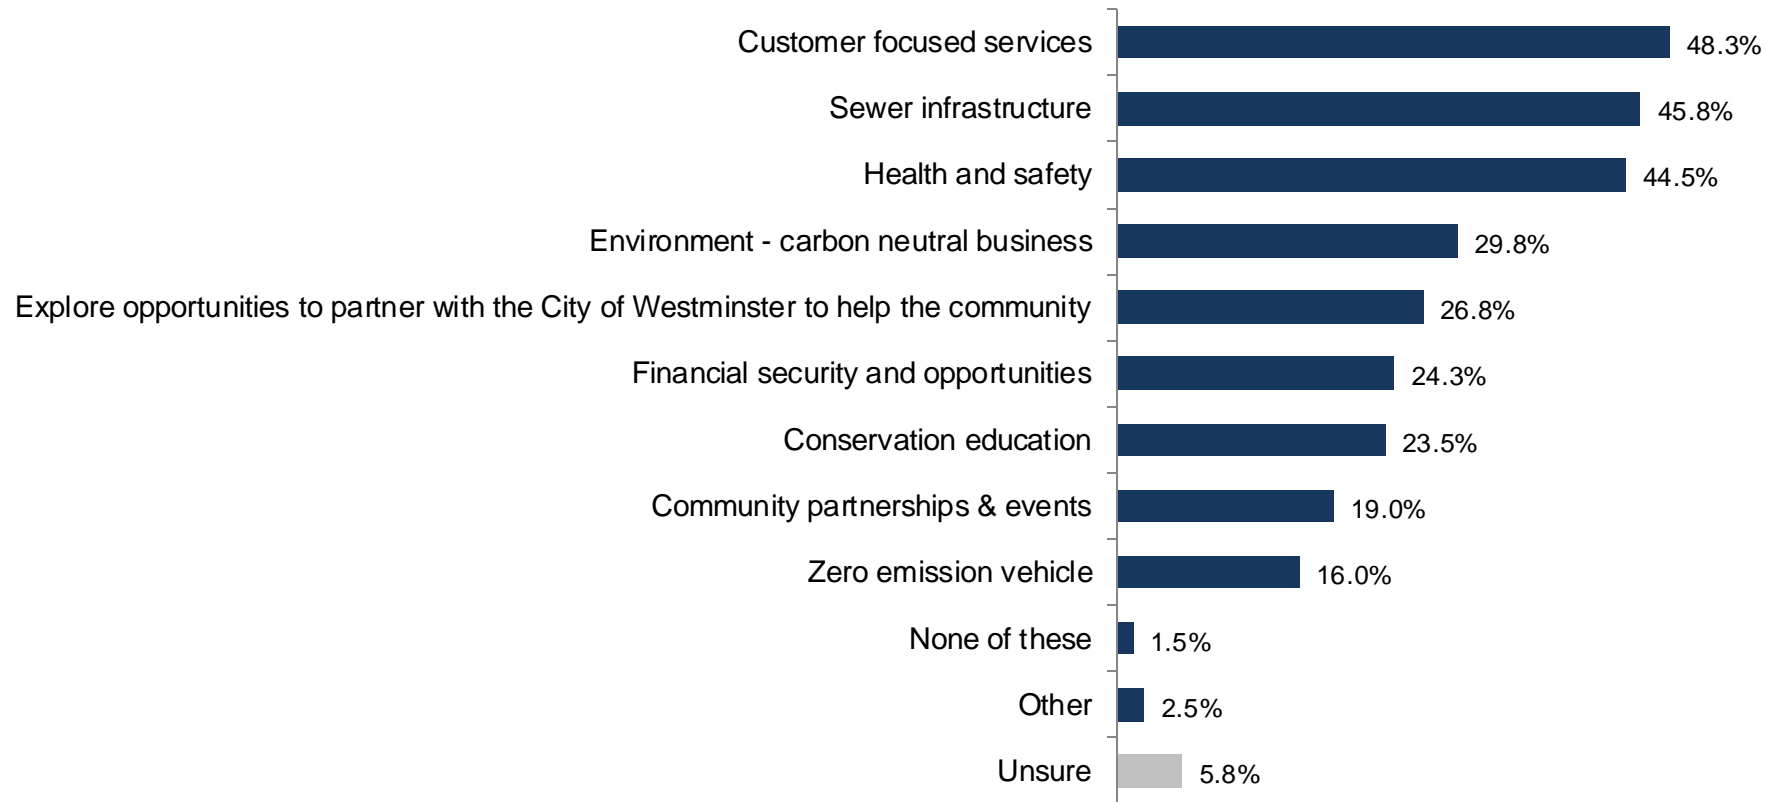 Customer focused services 48.3%
Sewer infrastructure 45.8%
Health and safety 44.5%
Environment - carbon neutral business 29.8%
Explore opportunities to partner with the City of Westminster to help the community 26.8%
Financial security and opportunities 24.3%
Conservation education 23.5%
Community partnerships & events 19.0%
Zero emission vehicle 16.0%
None of these 1.5%
Other 2.5%
Unsure 5.8%